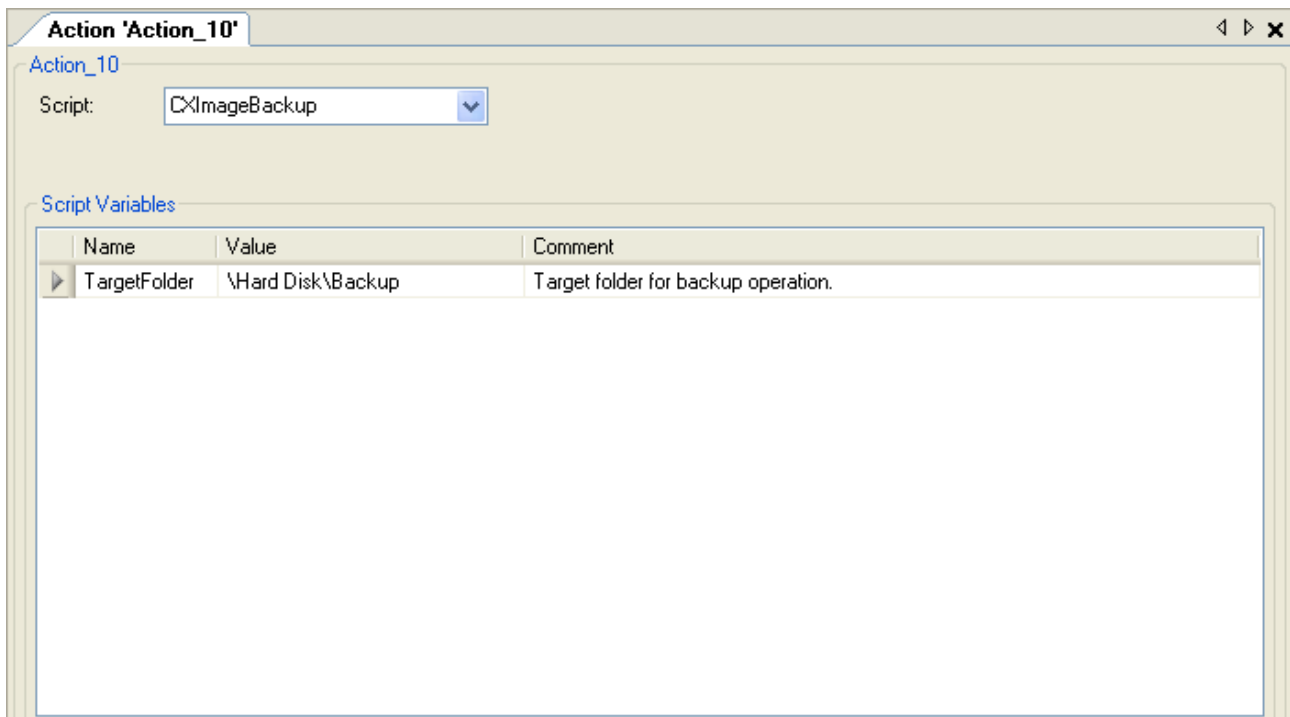 Action 'Action_10'
Action_10
Script: CXImageBackup
Script Variables
Name Value Comment
TargetFolder \Hard Disk\Backup Target folder for backup operation.